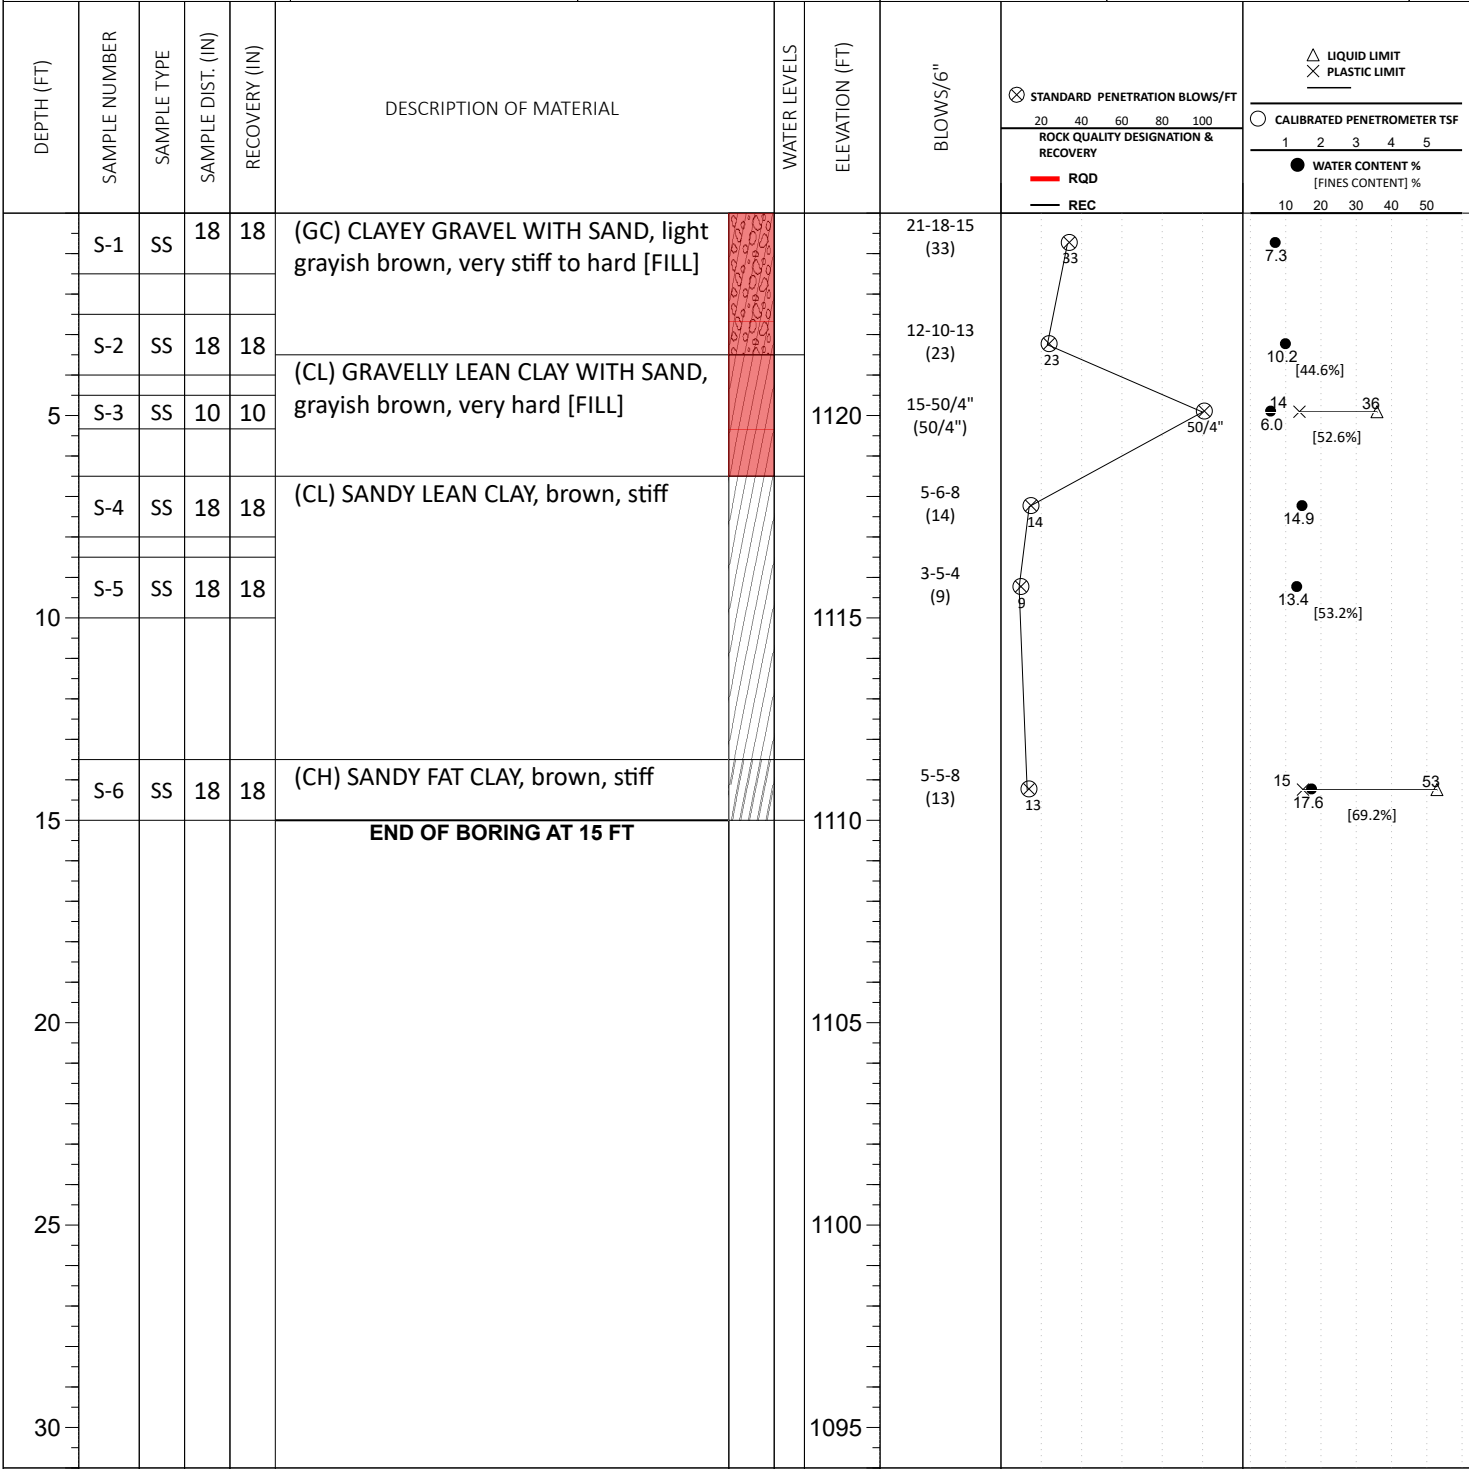 DEPTH (FT)
SAMPLE NUMBER
SAMPLE TYPE
SAMPLE DIST. (IN)
RECOVERY (IN)
DESCRIPTION OF MATERIAL
WATER LEVELS
ELEVATION (FT)
BLOWS/6"
STANDARD PENETRATION BLOWS/FT
20 40 60 80 100
ROCK QUALITY DESIGNATION &
RECOVERY
RQD
REC
LIQUID LIMIT
PLASTIC LIMIT
CALIBRATED PENETROMETER TSF
1 2 3 4 5
WATER CONTENT %
[FINES CONTENT] %
10 20 30 40 50
S-1 SS 18 18
(GC) CLAYEY GRAVEL WITH SAND, light
grayish brown, very stiff to hard [FILL]
21-18-15
(33)
33
7.3
S-2 SS 18 18
12-10-13
(23)
23
10.2
[44.6%]
(CL) GRAVELLY LEAN CLAY WITH SAND,
grayish brown, very hard [FILL]
5
S-3 SS 10 10
1120
15-50/4"
(50/4")
50/4"
14 36
6.0
[52.6%]
S-4 SS 18 18
(CL) SANDY LEAN CLAY, brown, stiff
5-6-8
(14)
14
14.9
S-5 SS 18 18
3-5-4
(9)
9
13.4
[53.2%]
10
1115
S-6 SS 18 18
(CH) SANDY FAT CLAY, brown, stiff
5-5-8
(13)
13
15 53
17.6
[69.2%]
15
1110
END OF BORING AT 15 FT
20
1105
25
1100
30
1095